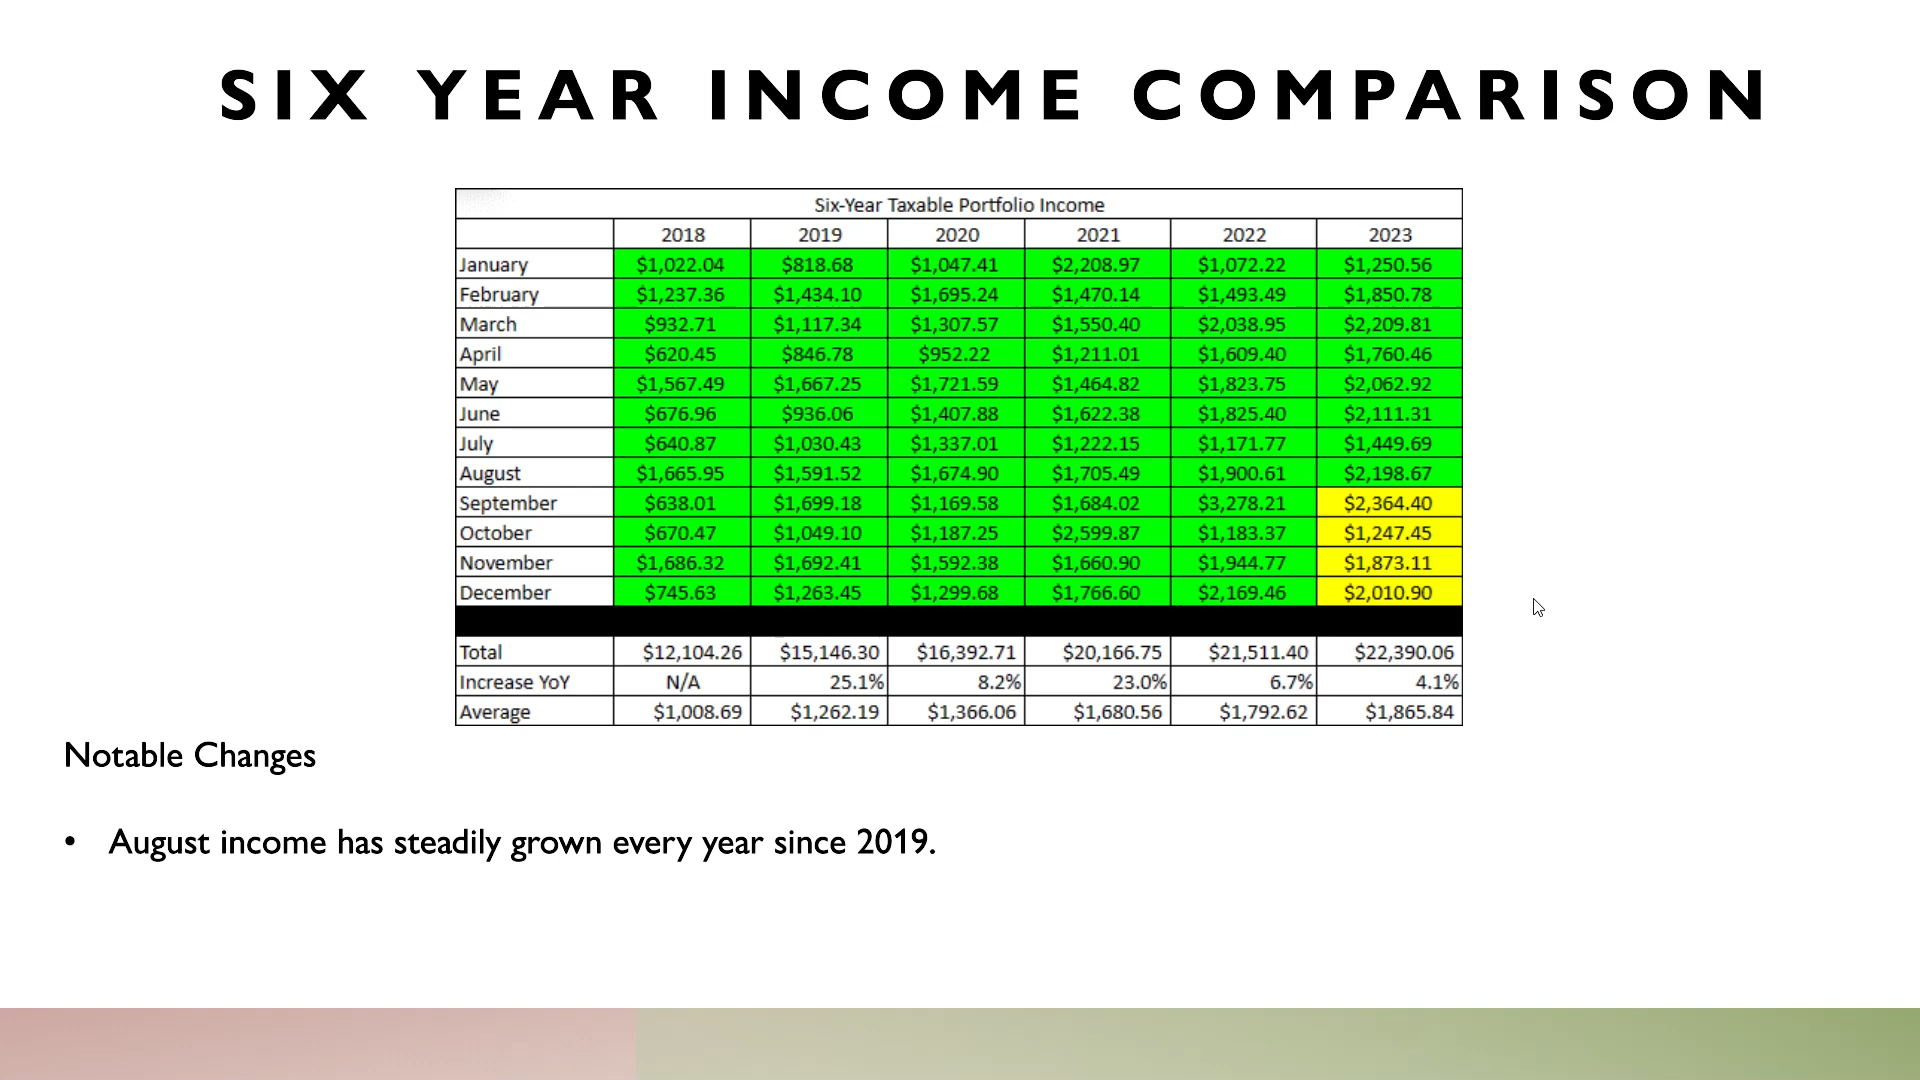 SIX YEAR INCOME COMPARISON
Six-Year Taxable Portfolio Income
2018 2019 2020 2021 2022 2023
January $1,022.04 $818.68 $1,047.41 $2,208.97 $1,072.22 $1,250.56
February $1,237.36 $1,434.10 $1,695.24 $1,470.14 $1,493.49 $1,850.78
March $932.71 $1,117.34 $1,307.57 $1,550.40 $2,038.95 $2,209.81
April $620.45 $846.78 $952.22 $1,211.01 $1,609.40 $1,760.46
May $1,567.49 $1,667.25 $1,721.59 $1,464.82 $1,823.75 $2,062.92
June $676.96 $936.06 $1,407.88 $1,622.38 $1,825.40 $2,111.31
July $640.87 $1,030.43 $1,337.01 $1,222.15 $1,171.77 $1,449.69
August $1,665.95 $1,591.52 $1,674.90 $1,705.49 $1,900.61 $2,198.67
September $638.01 $1,699.18 $1,169.58 $1,684.02 $3,278.21 $2,364.40
October $670.47 $1,049.10 $1,187.25 $2,599.87 $1,183.37 $1,247.45
November $1,686.32 $1,692.41 $1,592.38 $1,660.90 $1,944.77 $1,873.11
December $745.63 $1,263.45 $1,299.68 $1,766.60 $2,169.46 $2,010.90
Total $12,104.26 $15,146.30 $16,392.71 $20,166.75 $21,511.40 $22,390.06
Increase YoY N/A 25.1% 8.2% 23.0% 6.7% 4.1%
Average $1,008.69 $1,262.19 $1,366.06 $1,680.56 $1,792.62 $1,865.84
Notable Changes
• August income has steadily grown every year since 2019.